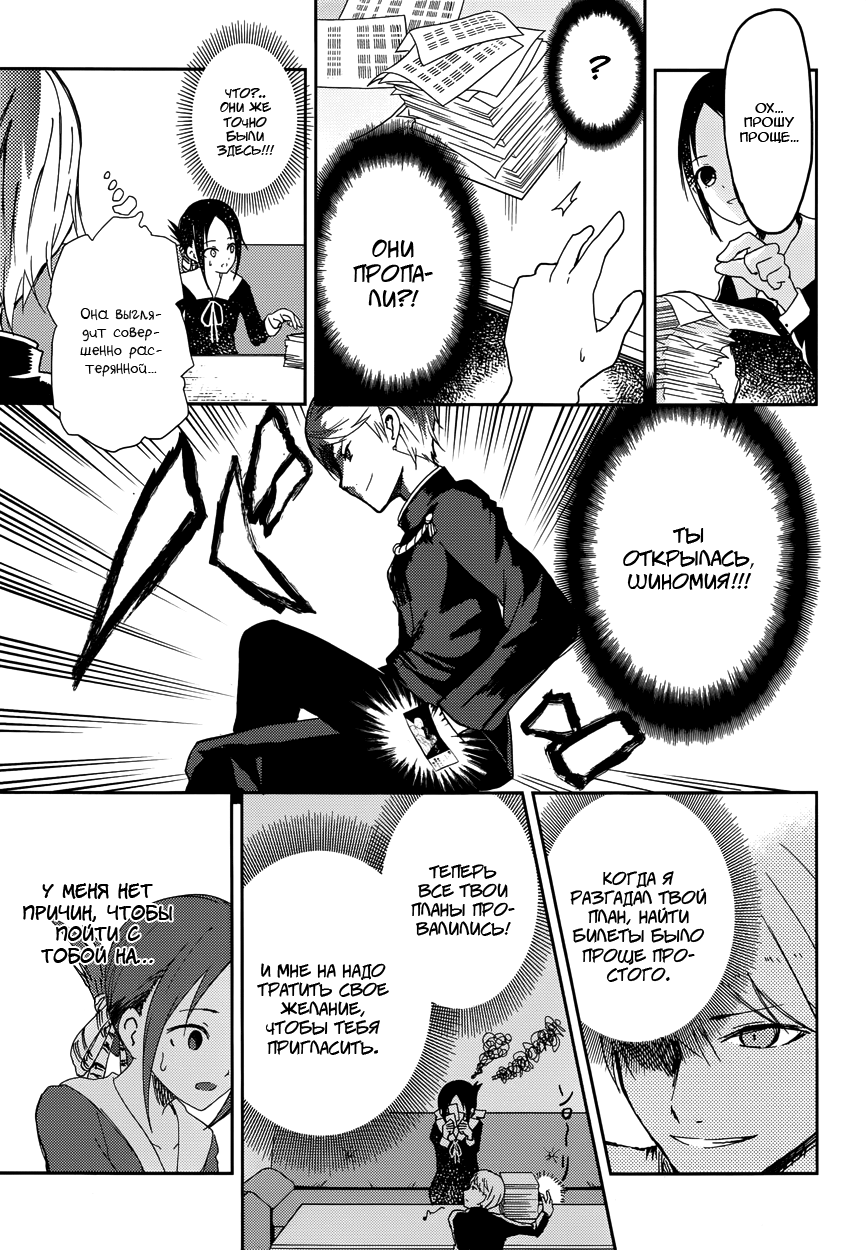 ОХ...
ПРОШУ
ПРОЩЕ...
?
ОНИ
ПРОПА-
ЛИ?!
ЧТО?..
ОНИ ЖЕ
ТОЧНО
БЫЛИ
ЗДЕСЬ!!!
Она выгля-
дит совер-
шенно рас-
терянной...
ТЫ
ОТКРЫЛАСЬ,
ШИНОМИЯ!!!
КОГДА Я
РАЗГАДАЛ ТВОЙ
ПЛАН, НАЙТИ
БИЛЕТЫ БЫЛО
ПРОЩЕ ПРО-
СТОГО.
ТЕПЕРЬ
ВСЕ ТВОИ
ПЛАНЫ ПРО-
ВАЛИЛИСЬ!
И МНЕ НА НАДО
ТРАТИТЬ СВОЕ
ЖЕЛАНИЕ,
ЧТОБЫ ТЕБЯ
ПРИГЛАСИТЬ.
У МЕНЯ НЕТ
ПРИЧИН, ЧТОБЫ
ПОЙТИ С
ТОБОЙ НА...